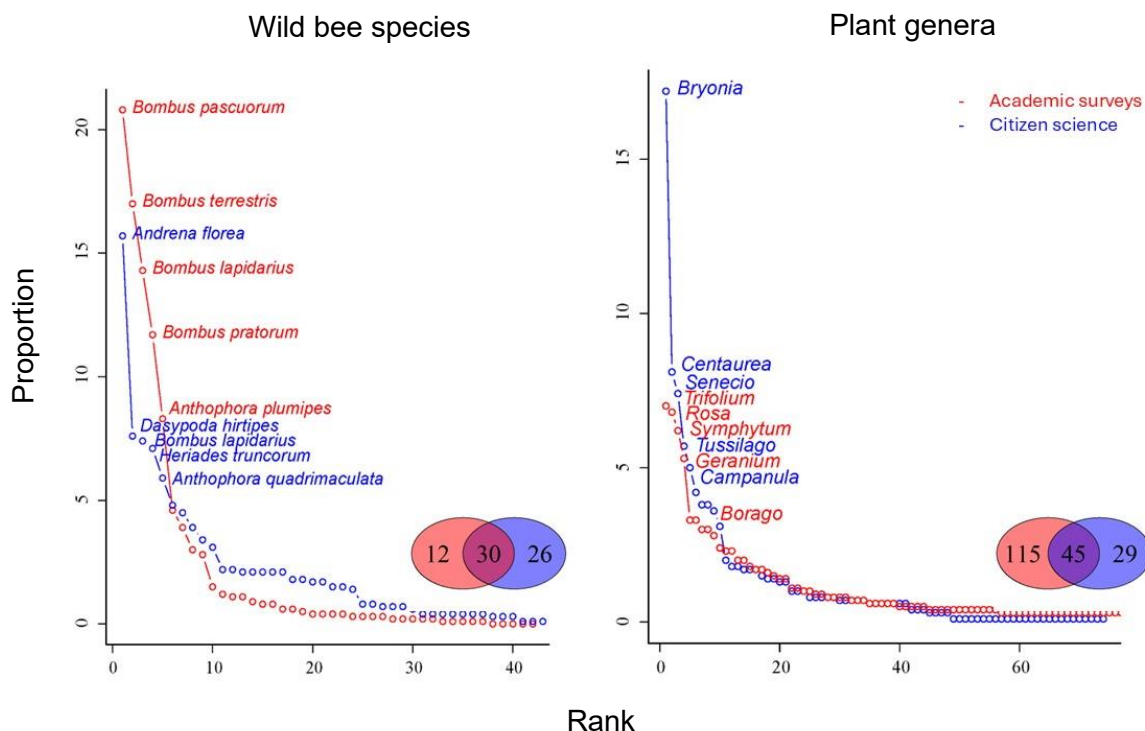 Wild bee species
Plant genera
Proportion
20
15
10
5
0
Bombus pascuorum
Bombus terrestris
Andrena florea
Bombus lapidarius
Bombus pratorum
Anthophora plumipes
Dasypoda hirtipes
Bombus lapidarius
Heriades truncorum
Anthophora quadrimaculata
12 30 26
0 10 20 30 40
15
10
5
0
Bryonia
- Academic surveys
- Citizen science
Centaurea
Senecio
Trifolium
Rosa
Symphytum
Tussilago
Geranium
Campanula
Borago
115 45 29
0 20 40 60
Rank